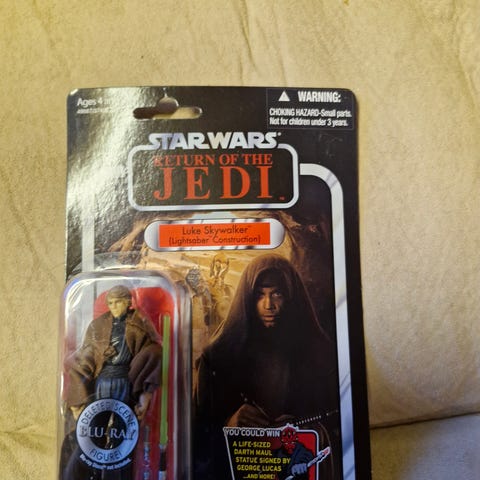 Ages 4
WARNING:
CHOKING HAZARD-Small parts.
Not for children under 3 years.
STAR WARS
RETURN OF THE
JEDI
Luke Skywalker
(Lightsaber Construction)
DELETED SCENE
BLU-RAY
FIGURE!
YOU COULD WIN
A LIFE-SIZED
DARTH MAUL
STATUE SIGNED BY
GEORGE LUCAS
...AND MORE!